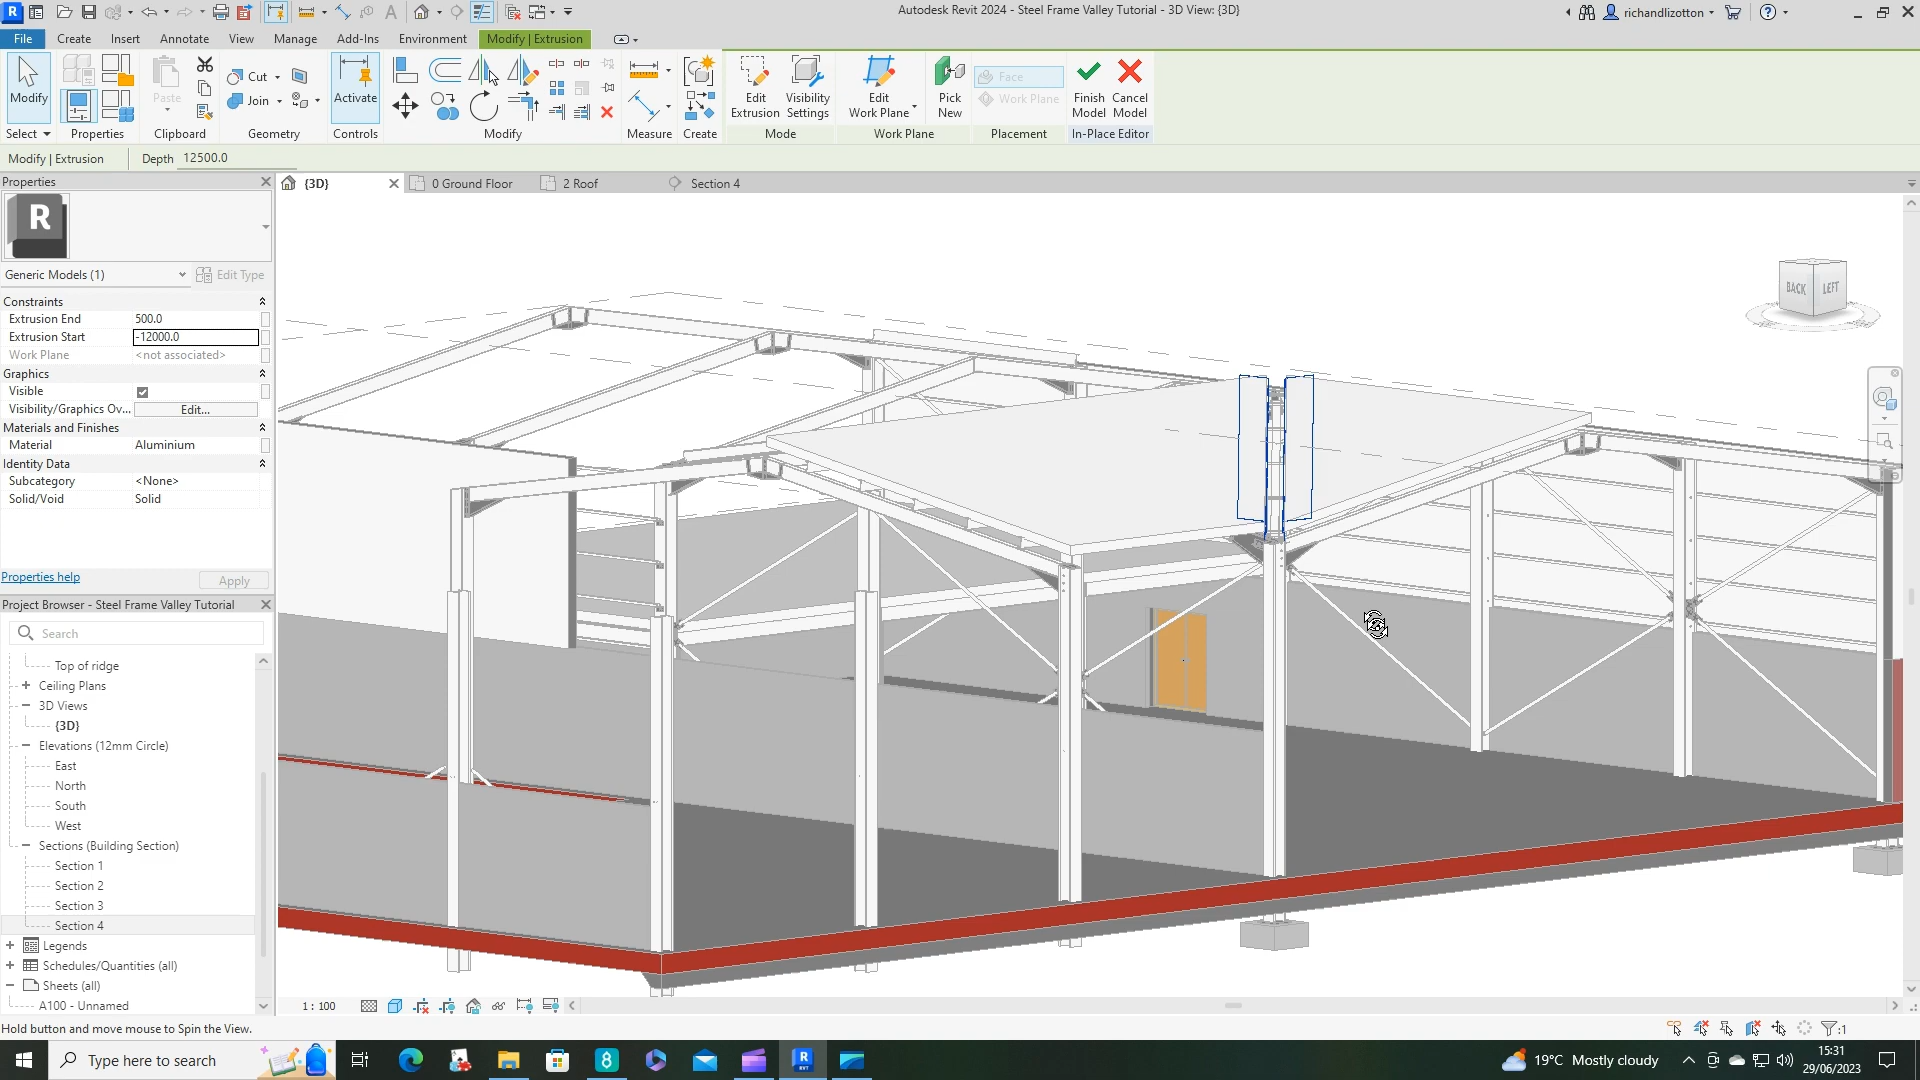 Autodesk Revit 2024 - Steel Frame Valley Tutorial - 3D View: {3D}
richandlizotton
File Create Insert Annotate View Manage Add-Ins Environment Modify | Extrusion
Modify
Paste
Cut
Join
Activate
Edit Extrusion
Visibility Settings
Edit Work Plane
Pick New
Face
Work Plane
Finish Model
Cancel Model
Select Properties Clipboard Geometry Controls Modify Measure Create Mode Work Plane Placement In-Place Editor
Modify | Extrusion Depth 12500.0
Properties
{3D} 0 Ground Floor 2 Roof Section 4
R
Generic Models (1) Edit Type
Constraints
Extrusion End 500.0
Extrusion Start -12000.0
Work Plane <not associated>
Graphics
Visible
Visibility/Graphics Ov... Edit...
Materials and Finishes
Material Aluminium
Identity Data
Subcategory <None>
Solid/Void Solid
Properties help Apply
BACK LEFT
Project Browser - Steel Frame Valley Tutorial
Search
Top of ridge
Ceiling Plans
3D Views
{3D}
Elevations (12mm Circle)
East
North
South
West
Sections (Building Section)
Section 1
Section 2
Section 3
Section 4
Legends
Schedules/Quantities (all)
Sheets (all)
A100 - Unnamed
1 : 100
Hold button and move mouse to Spin the View.
:1
Type here to search
19°C Mostly cloudy
15:31
29/06/2023